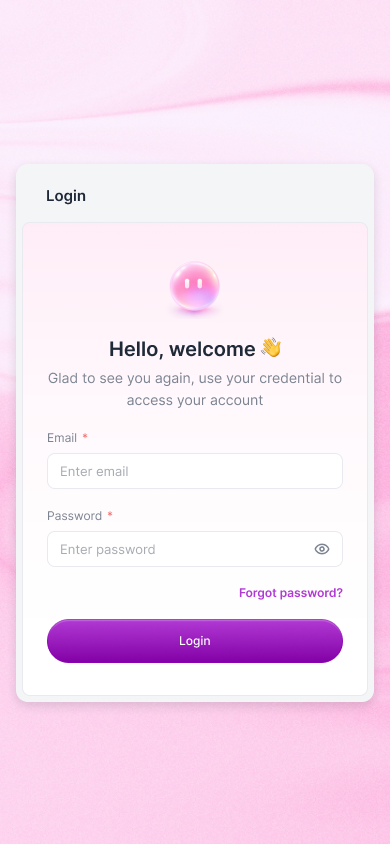 Login
Hello, welcome 👋
Glad to see you again, use your credential to
access your account
Email *
Enter email
Password *
Enter password
Forgot password?
Login